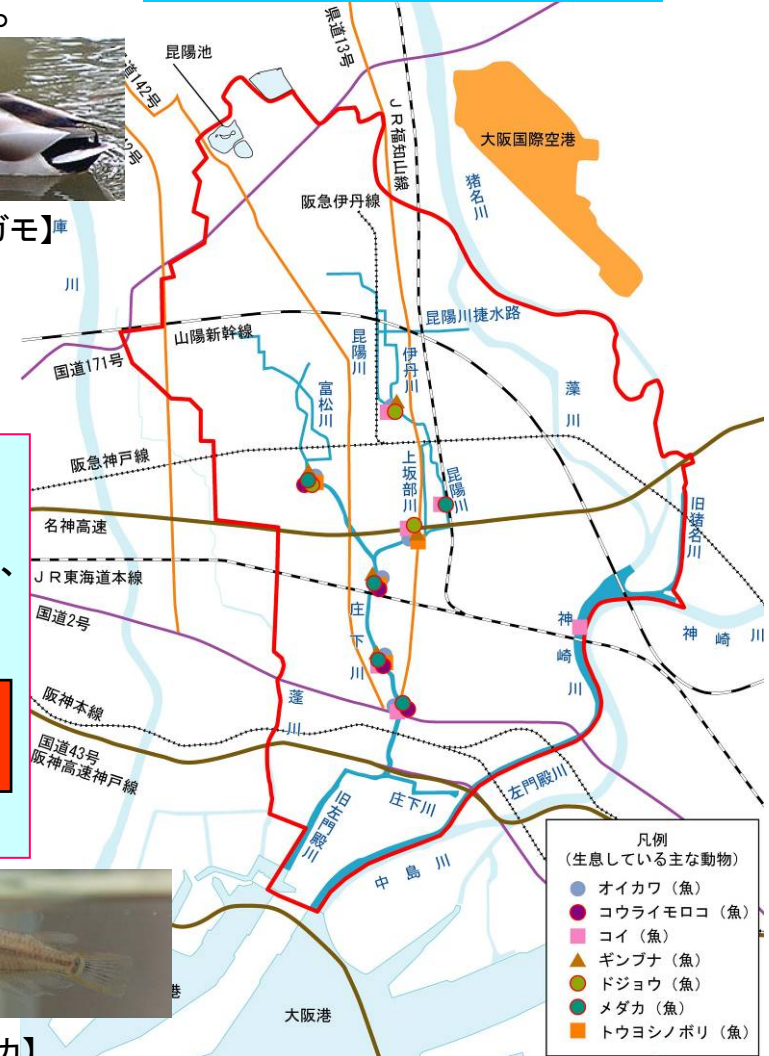 。
昆陽池
県道13号
道142号
2号
JR福知山線
大阪国際空港
猪名川
阪急伊丹線
ガモ】
庫
川
昆陽川捷水路
山陽新幹線
昆陽川
伊丹川
国道171号
富松川
藻川
阪急神戸線
上坂部川
昆陽川
名神高速
旧猪名川
、
JR東海道本線
庄下川
神崎川
神崎川
国道2号
蓬川
阪神本線
国道43号
阪神高速神戸線
左門殿川
庄下川
旧左門殿川
中島川
凡例
(生息している主な動物)
オイカワ(魚)
コウライモロコ(魚)
コイ(魚)
ギンブナ(魚)
ドジョウ(魚)
メダカ(魚)
トウヨシノボリ(魚)
港
大阪港
カ】